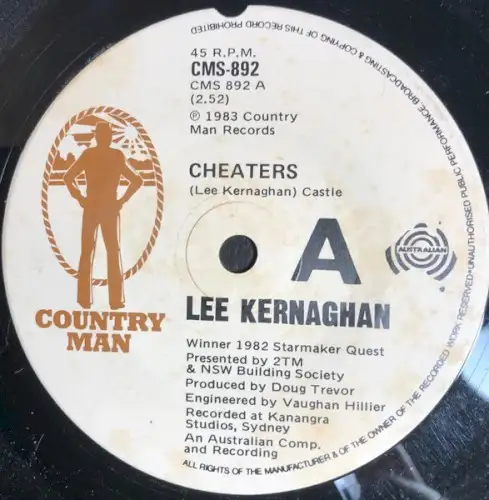 45 R.P.M.
CMS-892
CMS 892 A
(2.52)
℗ 1983 Country
Man Records
CHEATERS
(Lee Kernaghan) Castle
A
AUSTRALIAN
COUNTRY
MAN
LEE KERNAGHAN
Winner 1982 Starmaker Quest
Presented by 2TM
& NSW Building Society
Produced by Doug Trevor
Engineered by Vaughan Hillier
Recorded at Kanangra
Studios, Sydney
An Australian Comp.
and Recording
ALL RIGHTS OF THE MANUFACTURER & OF THE OWNER OF THE RECORDED WORK RESERVED•UNAUTHORISED PUBLIC PERFORMANCE, BROADCASTING & COPYING OF THIS RECORD PROHIBITED